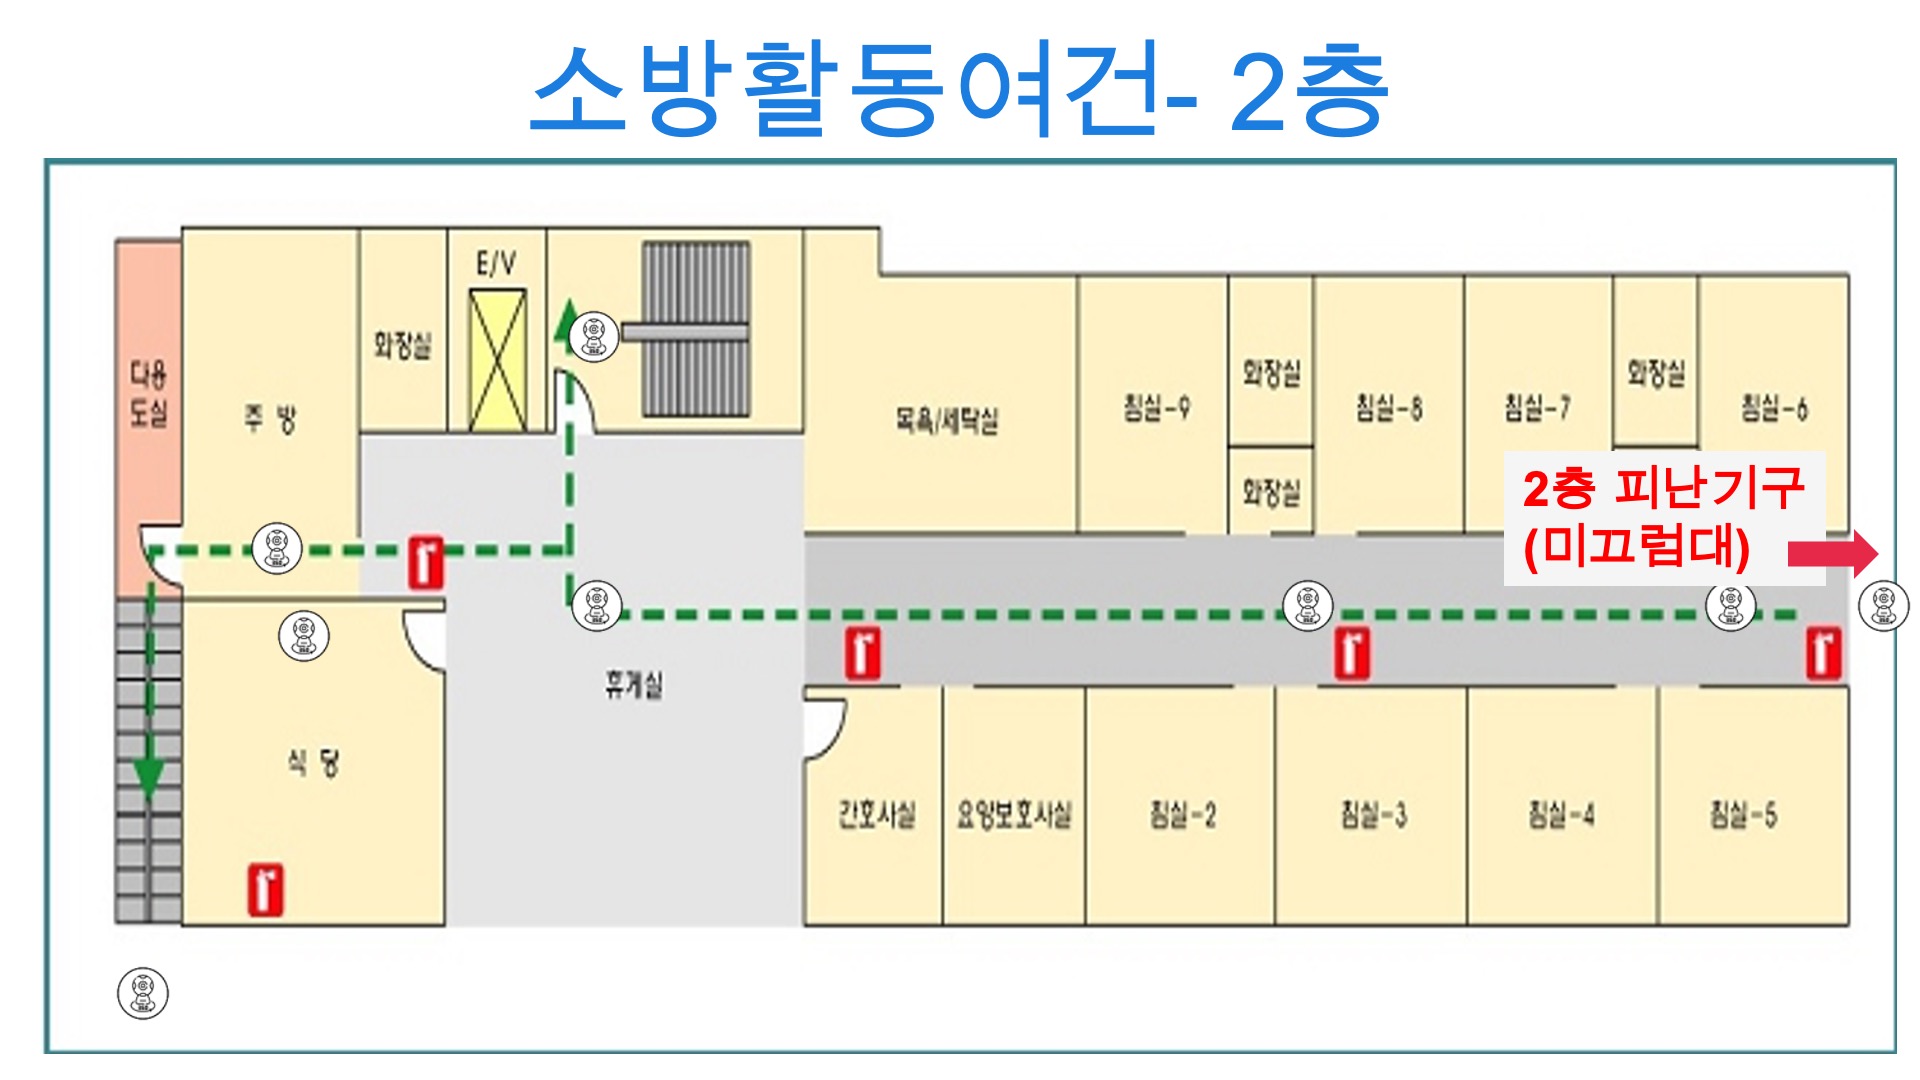 소방활동여건- 2층
E/V
다용
도실
주 방
화장실
목욕/세탁실
침실-9
화장실
화장실
침실-8
침실-7
화장실
침실-6
2층 피난기구
(미끄럼대)
휴게실
식 당
간호사실
요양보호사실
침실-2
침실-3
침실-4
침실-5